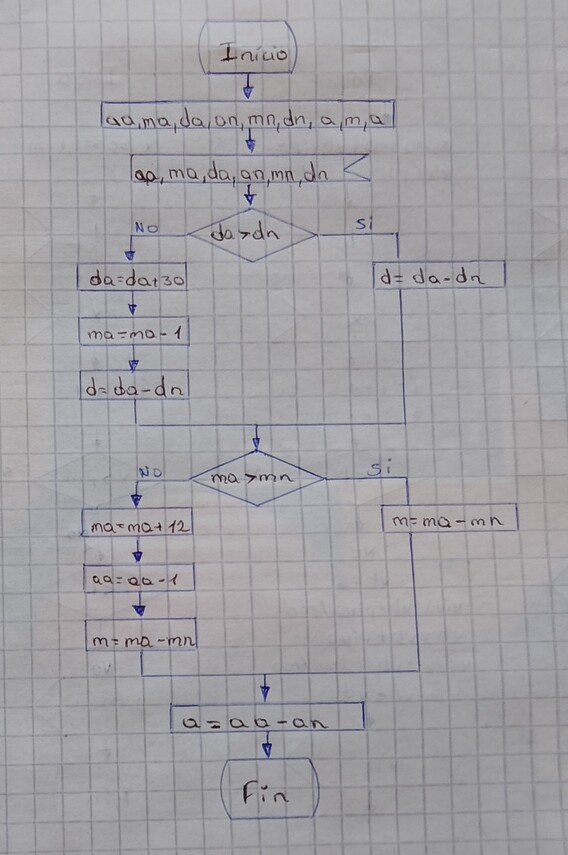 Inicio
aa, ma, da, an, mn, dn, a, m, a
aa, ma, da, an, mn, dn
da>dn
No
Si
da=da+30
d= da-dn
ma=ma-1
d=da-dn
ma>mn
No
Si
ma=ma+12
m=ma-mn
aa=aa-1
m=ma-mn
a=aa-an
Fin